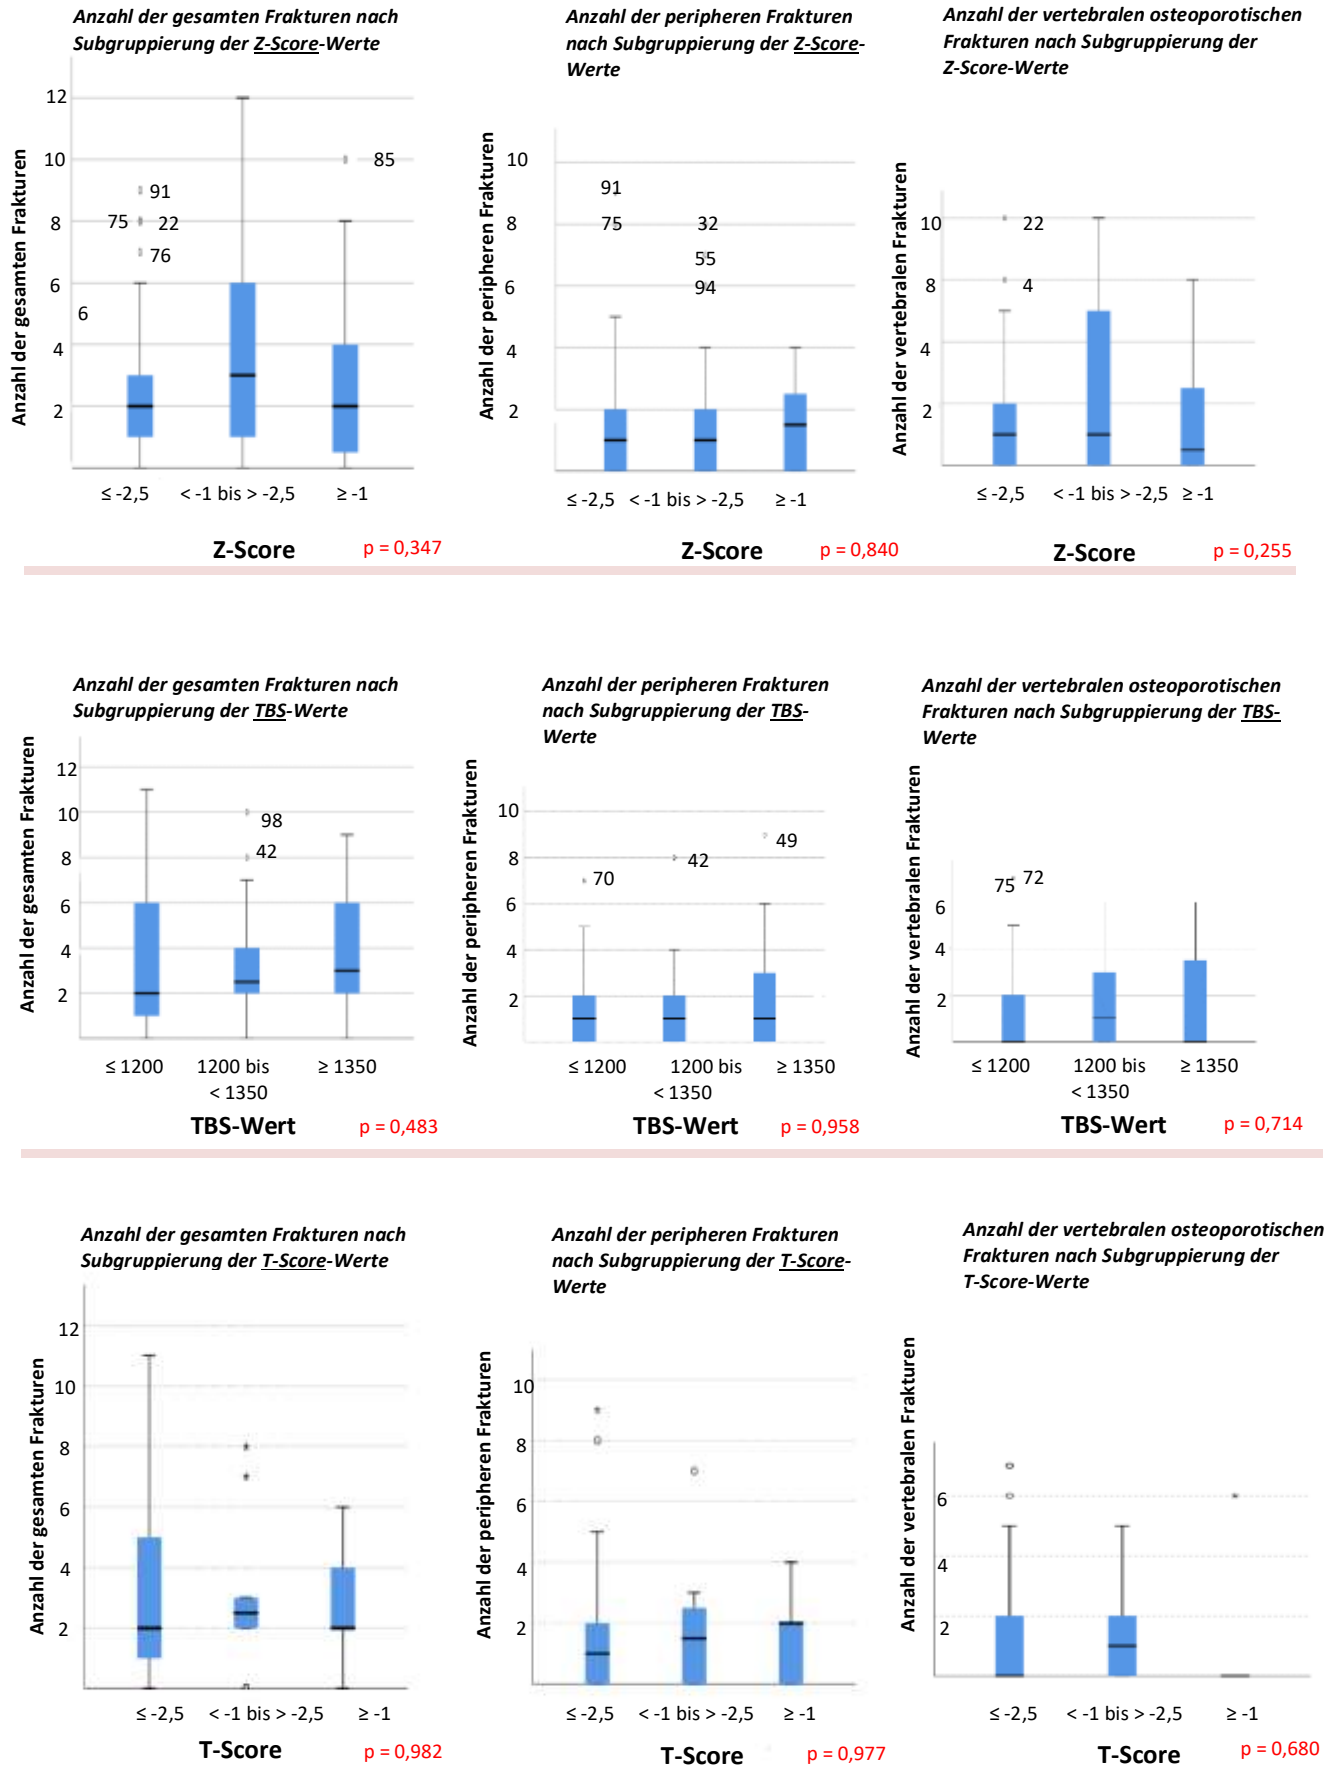 Anzahl der gesamten Frakturen nach
Subgruppierung der Z-Score-Werte
Anzahl der gesamten Frakturen
12
10
8
6
4
2
85
91
75
22
76
6
≤ -2,5
< -1 bis > -2,5
≥ -1
Z-Score
p = 0,347
Anzahl der peripheren Frakturen
nach Subgruppierung der Z-Score-
Werte
Anzahl der peripheren Frakturen
10
8
6
4
2
91
75
32
55
94
≤ -2,5
< -1 bis > -2,5
≥ -1
Z-Score
p = 0,840
Anzahl der vertebralen osteoporotischen
Frakturen nach Subgruppierung der
Z-Score-Werte
Anzahl der vertebralen Frakturen
10
8
4
2
22
4
≤ -2,5
< -1 bis > -2,5
≥ -1
Z-Score
p = 0,255
Anzahl der gesamten Frakturen nach
Subgruppierung der TBS-Werte
Anzahl der gesamten Frakturen
12
10
8
6
4
2
98
42
≤ 1200
1200 bis
< 1350
≥ 1350
TBS-Wert
p = 0,483
Anzahl der peripheren Frakturen
nach Subgruppierung der TBS-
Werte
Anzahl der peripheren Frakturen
10
8
6
4
2
70
42
49
≤ 1200
1200 bis
< 1350
≥ 1350
TBS-Wert
p = 0,958
Anzahl der vertebralen osteoporotischen
Frakturen nach Subgruppierung der TBS-
Werte
Anzahl der vertebralen Frakturen
6
4
2
75
72
≤ 1200
1200 bis
< 1350
≥ 1350
TBS-Wert
p = 0,714
Anzahl der gesamten Frakturen nach
Subgruppierung der T-Score-Werte
Anzahl der gesamten Frakturen
12
10
8
6
4
2
≤ -2,5
< -1 bis > -2,5
≥ -1
T-Score
p = 0,982
Anzahl der peripheren Frakturen
nach Subgruppierung der T-Score-
Werte
Anzahl der peripheren Frakturen
10
8
6
4
2
≤ -2,5
< -1 bis > -2,5
≥ -1
T-Score
p = 0,977
Anzahl der vertebralen osteoporotischen
Frakturen nach Subgruppierung der
T-Score-Werte
Anzahl der vertebralen Frakturen
6
4
2
≤ -2,5
< -1 bis > -2,5
≥ -1
T-Score
p = 0,680